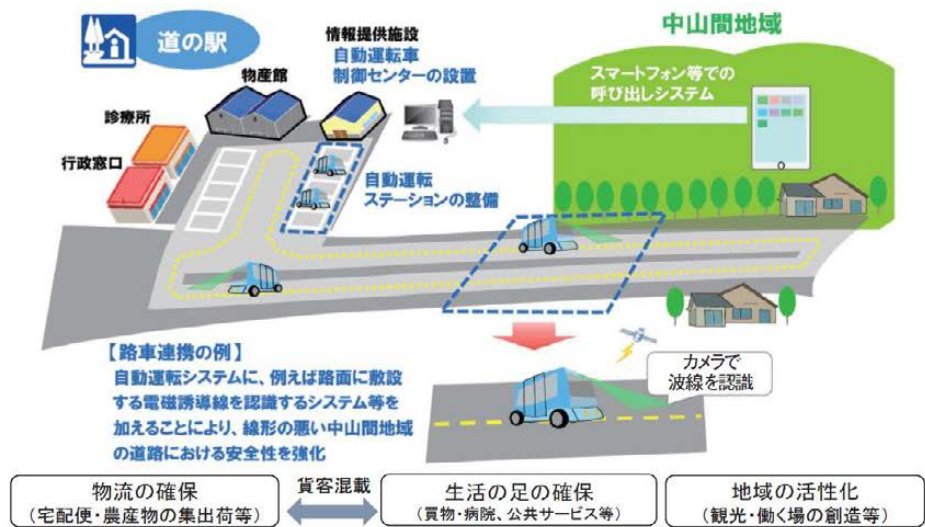 道の駅
情報提供施設
自動運転車
制御センターの設置
中山間地域
スマートフォン等での
呼び出しシステム
物産館
診療所
行政窓口
自動運転
ステーションの整備
【路車連携の例】
自動運転システムに、例えば路面に敷設
する電磁誘導線を認識するシステム等を
加えることにより、線形の悪い中山間地域
の道路における安全性を強化
カメラで
波線を認識
物流の確保
(宅配便・農産物の集出荷等)
貨客混載
生活の足の確保
(買物・病院、公共サービス等)
地域の活性化
(観光・働く場の創造等)